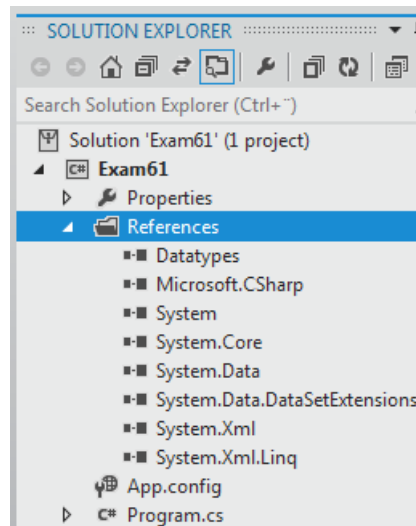 SOLUTION EXPLORER
Search Solution Explorer (Ctrl+¨)
Solution 'Exam61' (1 project)
C# Exam61
Properties
References
Datatypes
Microsoft.CSharp
System
System.Core
System.Data
System.Data.DataSetExtensions
System.Xml
System.Xml.Linq
App.config
C# Program.cs